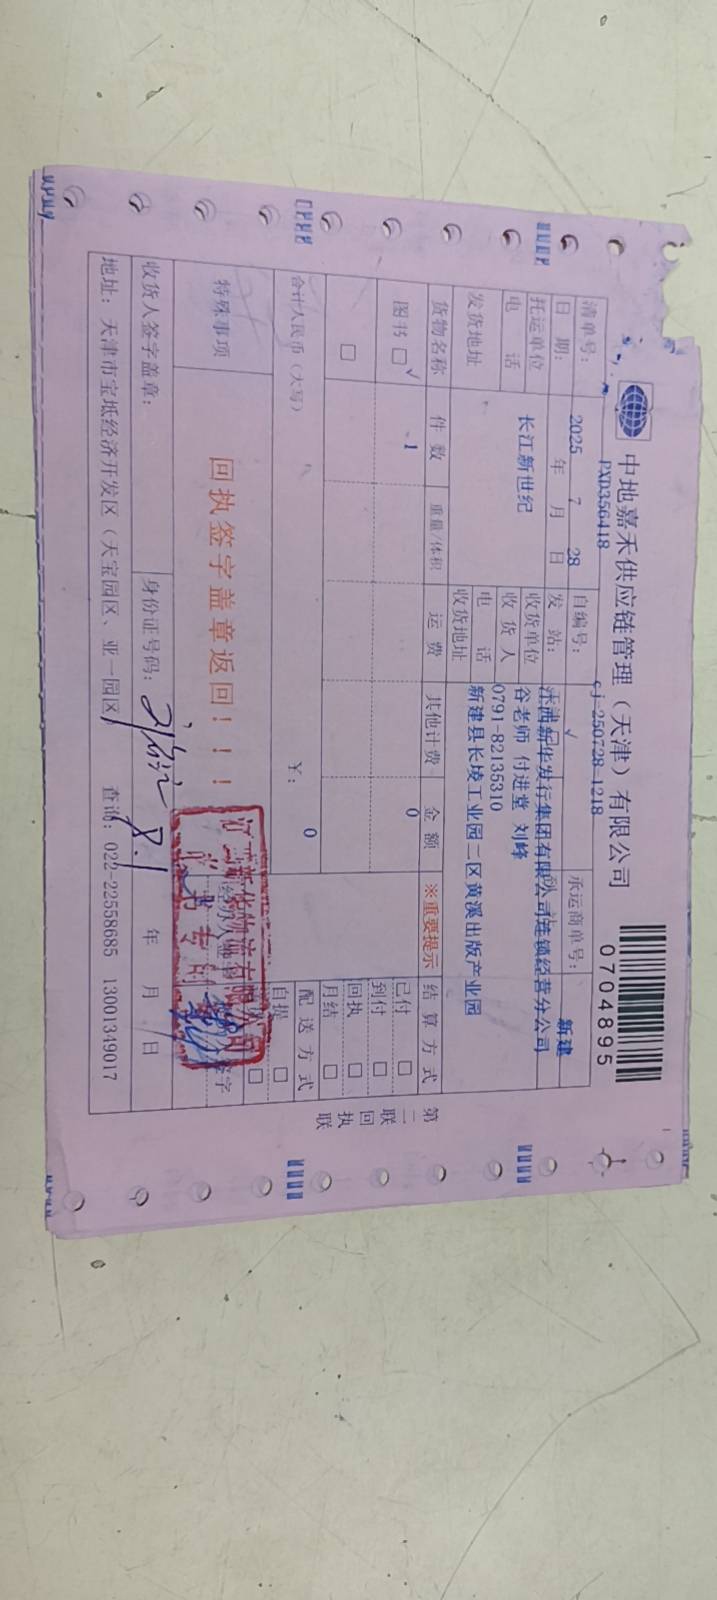 中地嘉禾供应链管理（天津）有限公司
0704895
清单号： PXD356418 自编号： cj-250728-1218 承运商单号：
日 期： 2025 年 7 月 28 日 发 站： 新建
托运单位 长江新世纪 收货单位 江西新华发行集团有限公司连锁经营分公司
电 话 收 货 人 谷老师 付进堂 刘峰
发货地址 电 话 0791-82135310
收货地址 新建县长堎工业园二区黄溪出版产业园
货物名称 件 数 重量/体积 运 费 其他计费 金 额 ※重要提示 结 算 方 式
图书 □ √ 1 0 已付 □
到付 □
□ 回执 □
月结 □
合计人民币（大写） ￥： 0 配 送 方 式
自提 □
□
特殊事项 回执签字盖章返回！！！
签字
收货人签字盖章： 身份证号码： 8.1 年 月 日
地址：天津市宝坻经济开发区（天宝园区、亚一园区） 查询：022-22558685 13001349017
第二联 回执联